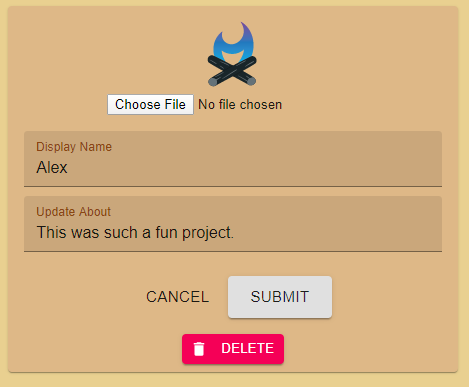 Choose File No file chosen
Display Name
Alex
Update About
This was such a fun project.
CANCEL SUBMIT
DELETE